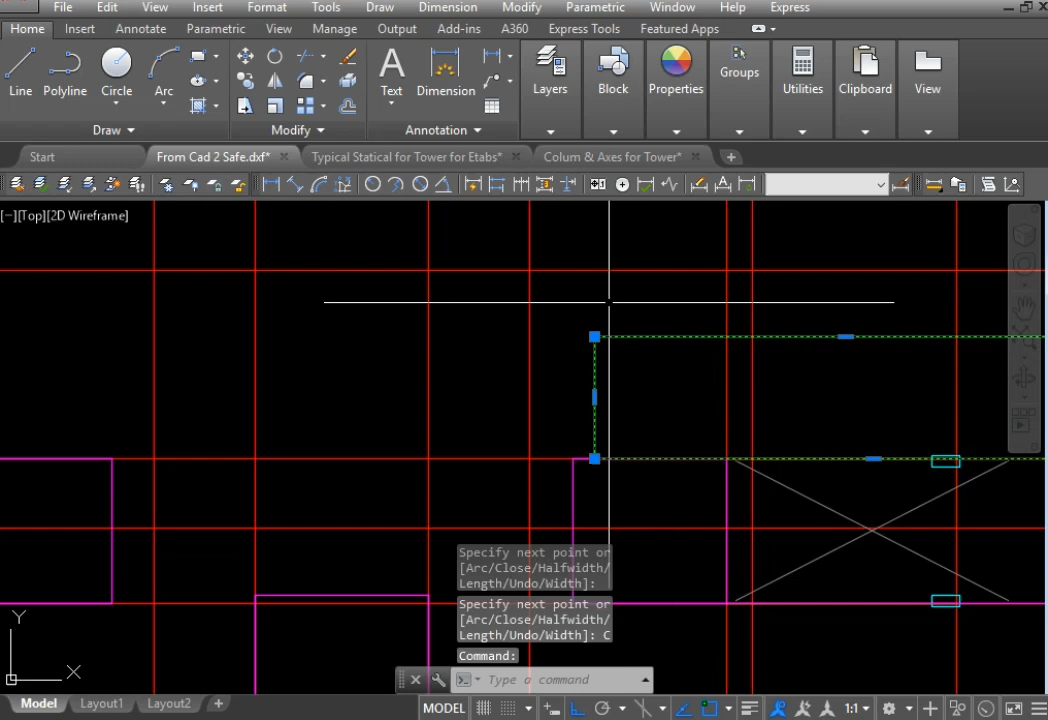 File Edit View Insert Format Tools Draw Dimension Modify Parametric Window Help Express
Home Insert Annotate Parametric View Manage Output Add-ins A360 Express Tools Featured Apps
Line Polyline Circle Arc Text Dimension Layers Block Properties Groups Utilities Clipboard View
Draw Modify Annotation
Start From Cad 2 Safe.dxf* Typical Statical for Tower for Etabs* Colum & Axes for Tower*
[−][Top][2D Wireframe]
Specify next point or
[Arc/Close/Halfwidth/
Length/Undo/Width]:
Specify next point or
[Arc/Close/Halfwidth/
Length/Undo/Width]: C
Command:
Y
X
Type a command
Model Layout1 Layout2 + MODEL 1:1